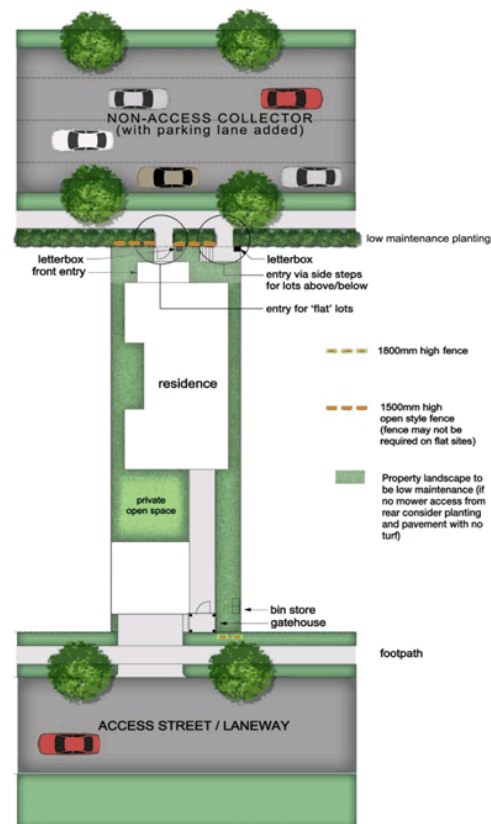 NON-ACCESS COLLECTOR
(with parking lane added)
low maintenance planting
letterbox
front entry
letterbox
entry via side steps
for lots above/below
entry for 'flat' lots
1800mm high fence
residence
1500mm high
open style fence
(fence may not be
required on flat sites)
Property landscape to
be low maintenance (if
no mower access from
rear consider planting
and pavement with no
turf)
private
open space
bin store
gatehouse
footpath
ACCESS STREET / LANEWAY